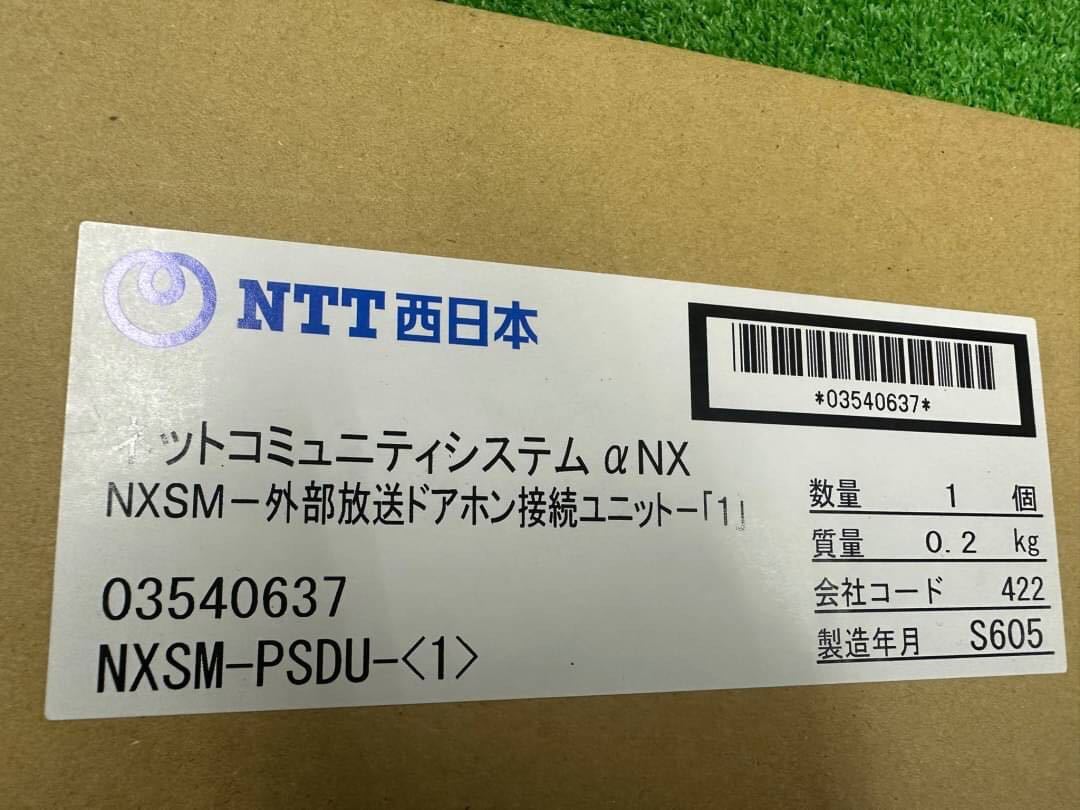 NTT西日本
*03540637*
ネットコミュニティシステム αNX
NXSM−外部放送ドアホン接続ユニット−「1」
03540637
NXSM-PSDU-<1>
数量 1 個
質量 0.2 kg
会社コード 422
製造年月 S605